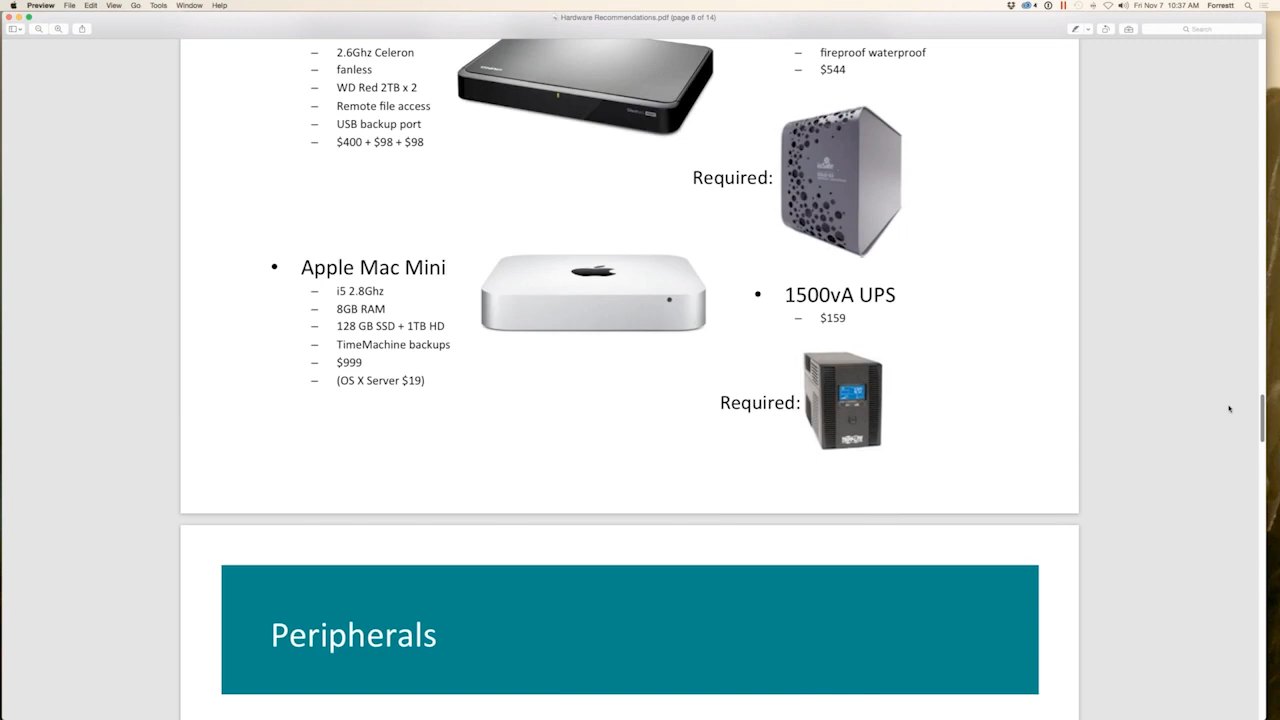 Preview File Edit View Go Tools Window Help
4 Fri Nov 7 10:37 AM Forrestt
Hardware Recommendations.pdf (page 8 of 14)
Search
– 2.6Ghz Celeron
– fanless
– WD Red 2TB x 2
– Remote file access
– USB backup port
– $400 + $98 + $98
– fireproof waterproof
– $544
Required:
ioSafe
• Apple Mac Mini
– i5 2.8Ghz
– 8GB RAM
– 128 GB SSD + 1TB HD
– TimeMachine backups
– $999
– (OS X Server $19)
• 1500vA UPS
– $159
Required:
Peripherals